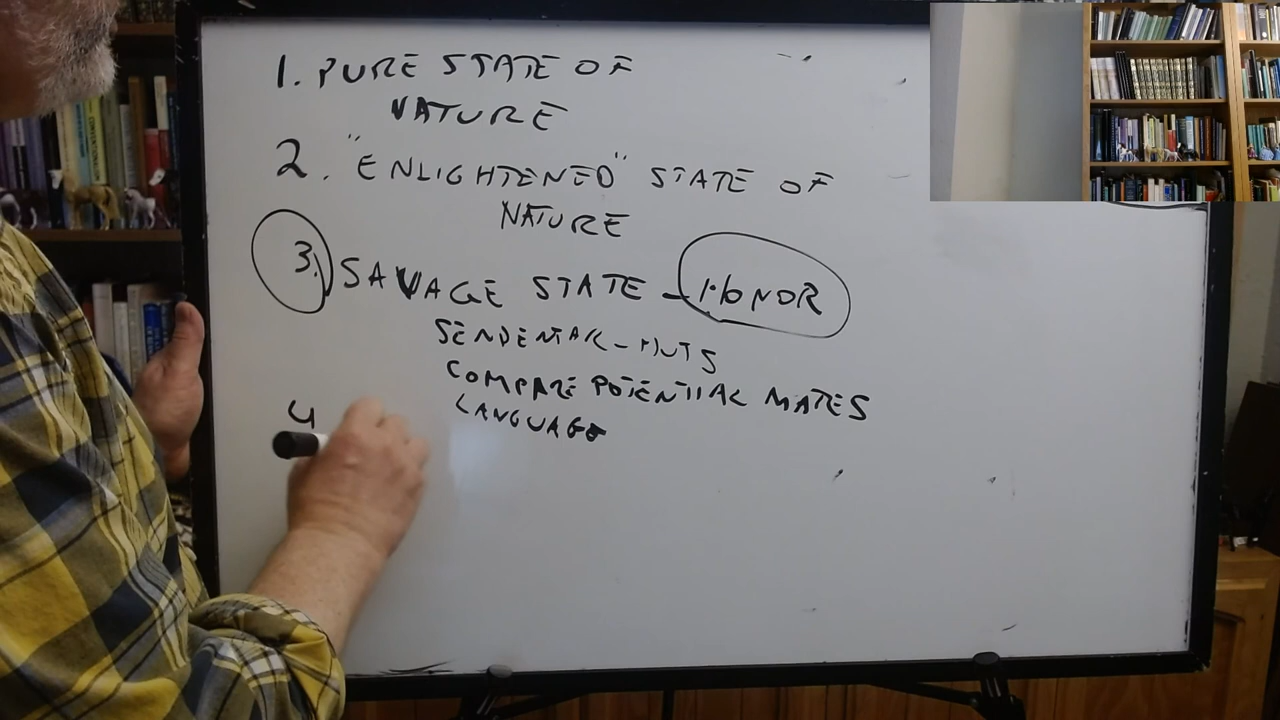 1. PURE STATE OF
NATURE
2. "ENLIGHTENED" STATE OF
NATURE
3. SAVAGE STATE - HONOR
SENDENTAR - HUTS
COMPARE POTENTIAL MATES
LANGUAGE
4